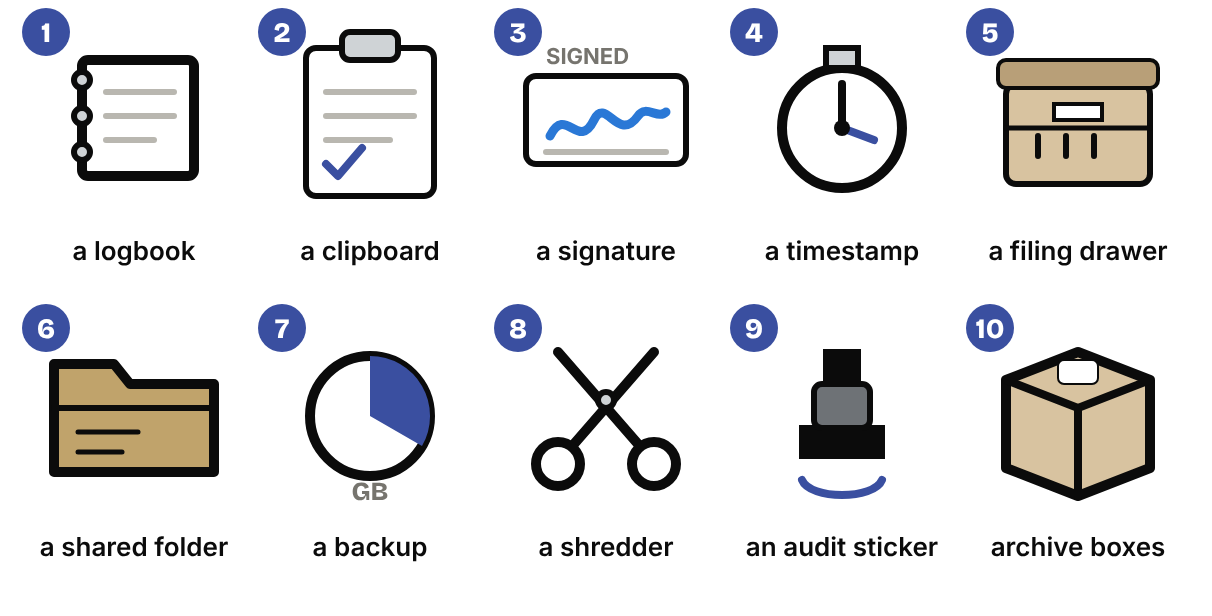 1
2
3
4
5
SIGNED
a logbook
a clipboard
a signature
a timestamp
a filing drawer
6
7
8
9
10
GB
a shared folder
a backup
a shredder
an audit sticker
archive boxes